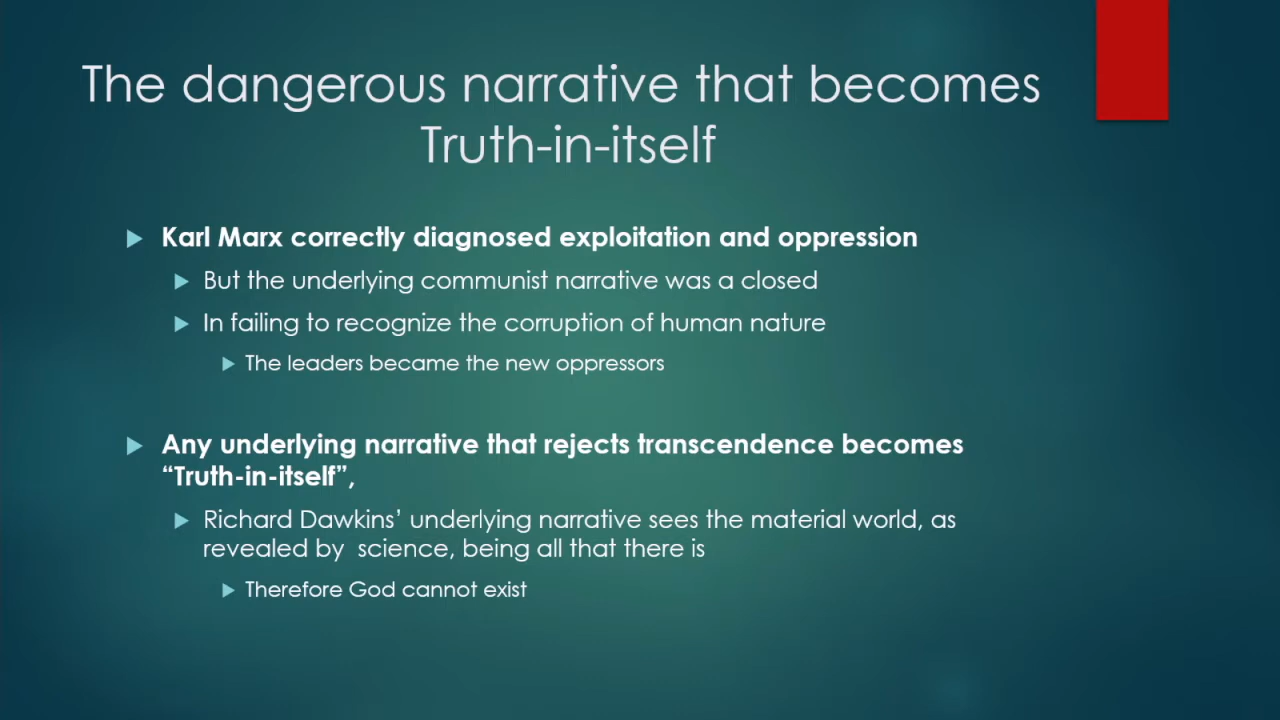 The dangerous narrative that becomes
Truth-in-itself
Karl Marx correctly diagnosed exploitation and oppression
But the underlying communist narrative was a closed
In failing to recognize the corruption of human nature
The leaders became the new oppressors
Any underlying narrative that rejects transcendence becomes
“Truth-in-itself”,
Richard Dawkins’ underlying narrative sees the material world, as
revealed by  science, being all that there is
Therefore God cannot exist